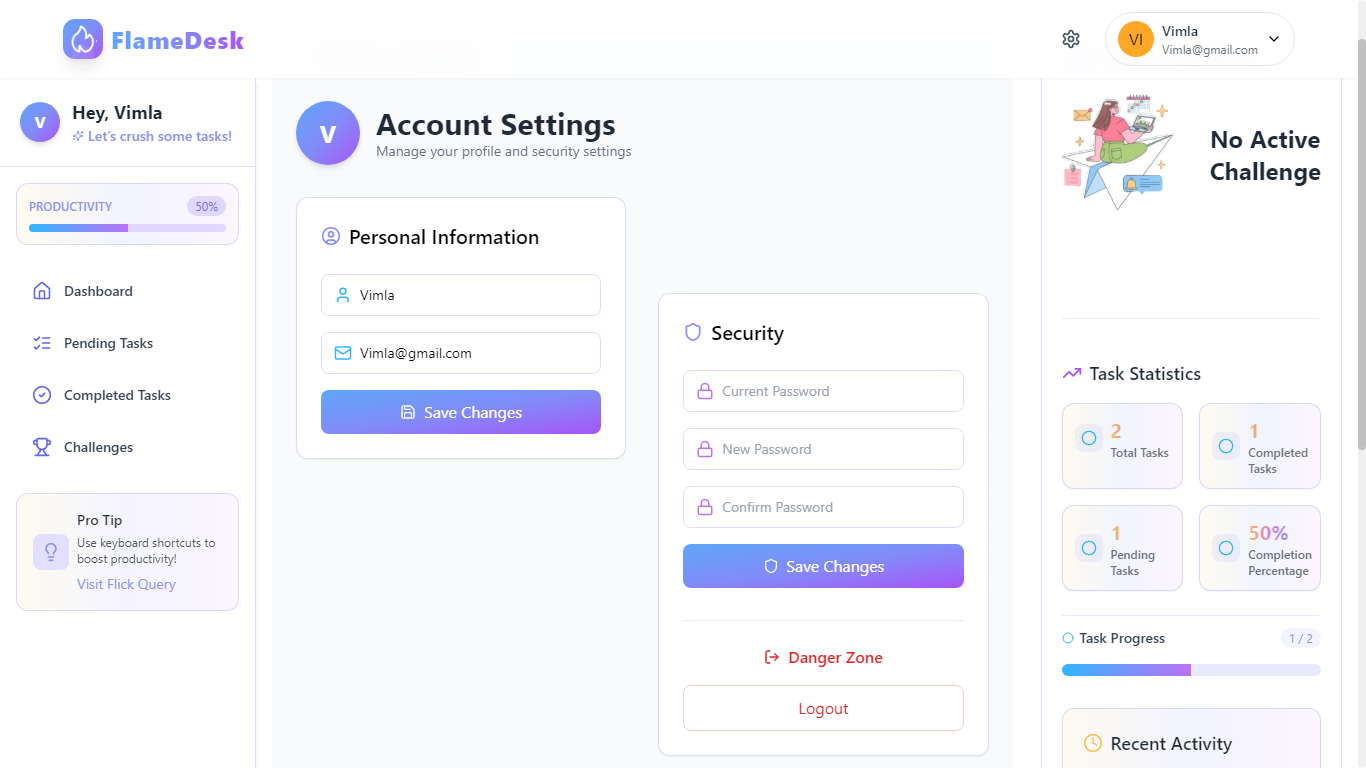 FlameDesk
VI
Vimla
Vimla@gmail.com
V
Hey, Vimla
Let's crush some tasks!
PRODUCTIVITY
50%
Dashboard
Pending Tasks
Completed Tasks
Challenges
Pro Tip
Use keyboard shortcuts to
boost productivity!
Visit Flick Query
V
Account Settings
Manage your profile and security settings
Personal Information
Vimla
Vimla@gmail.com
Save Changes
Security
Current Password
New Password
Confirm Password
Save Changes
Danger Zone
Logout
No Active
Challenge
Task Statistics
2
Total Tasks
1
Completed
Tasks
1
Pending
Tasks
50%
Completion
Percentage
Task Progress
1 / 2
Recent Activity